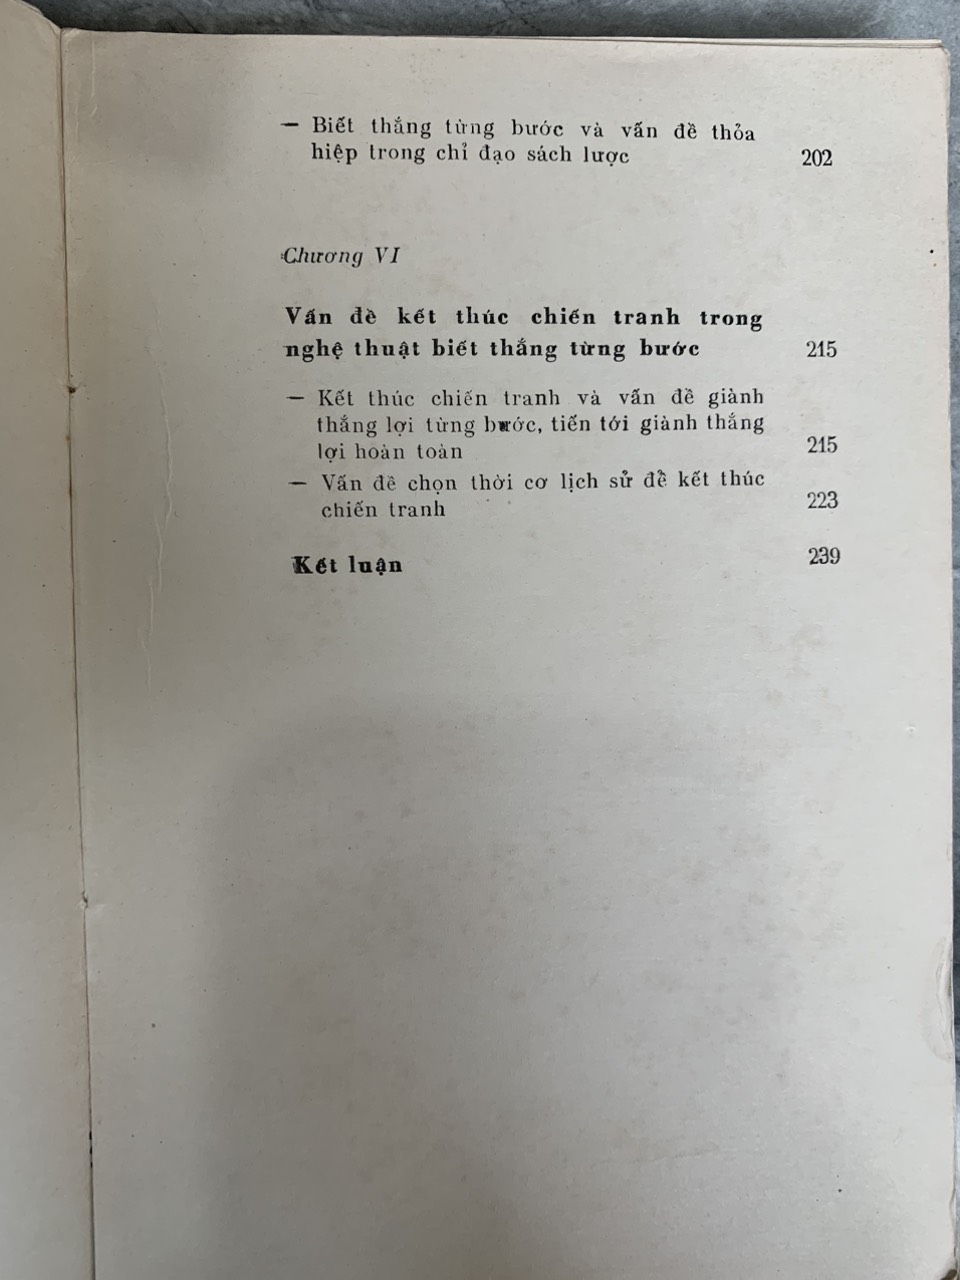 — Biết thắng từng bước và vấn đề thỏa
hiệp trong chỉ đạo sách lược 202
Chương VI
Vấn đề kết thúc chiến tranh trong
nghệ thuật biết thắng từng bước 215
— Kết thúc chiến tranh và vấn đề giành
thắng lợi từng bước, tiến tới giành thắng
lợi hoàn toàn 215
— Vấn đề chọn thời cơ lịch sử để kết thúc
chiến tranh 223
Kết luận 239